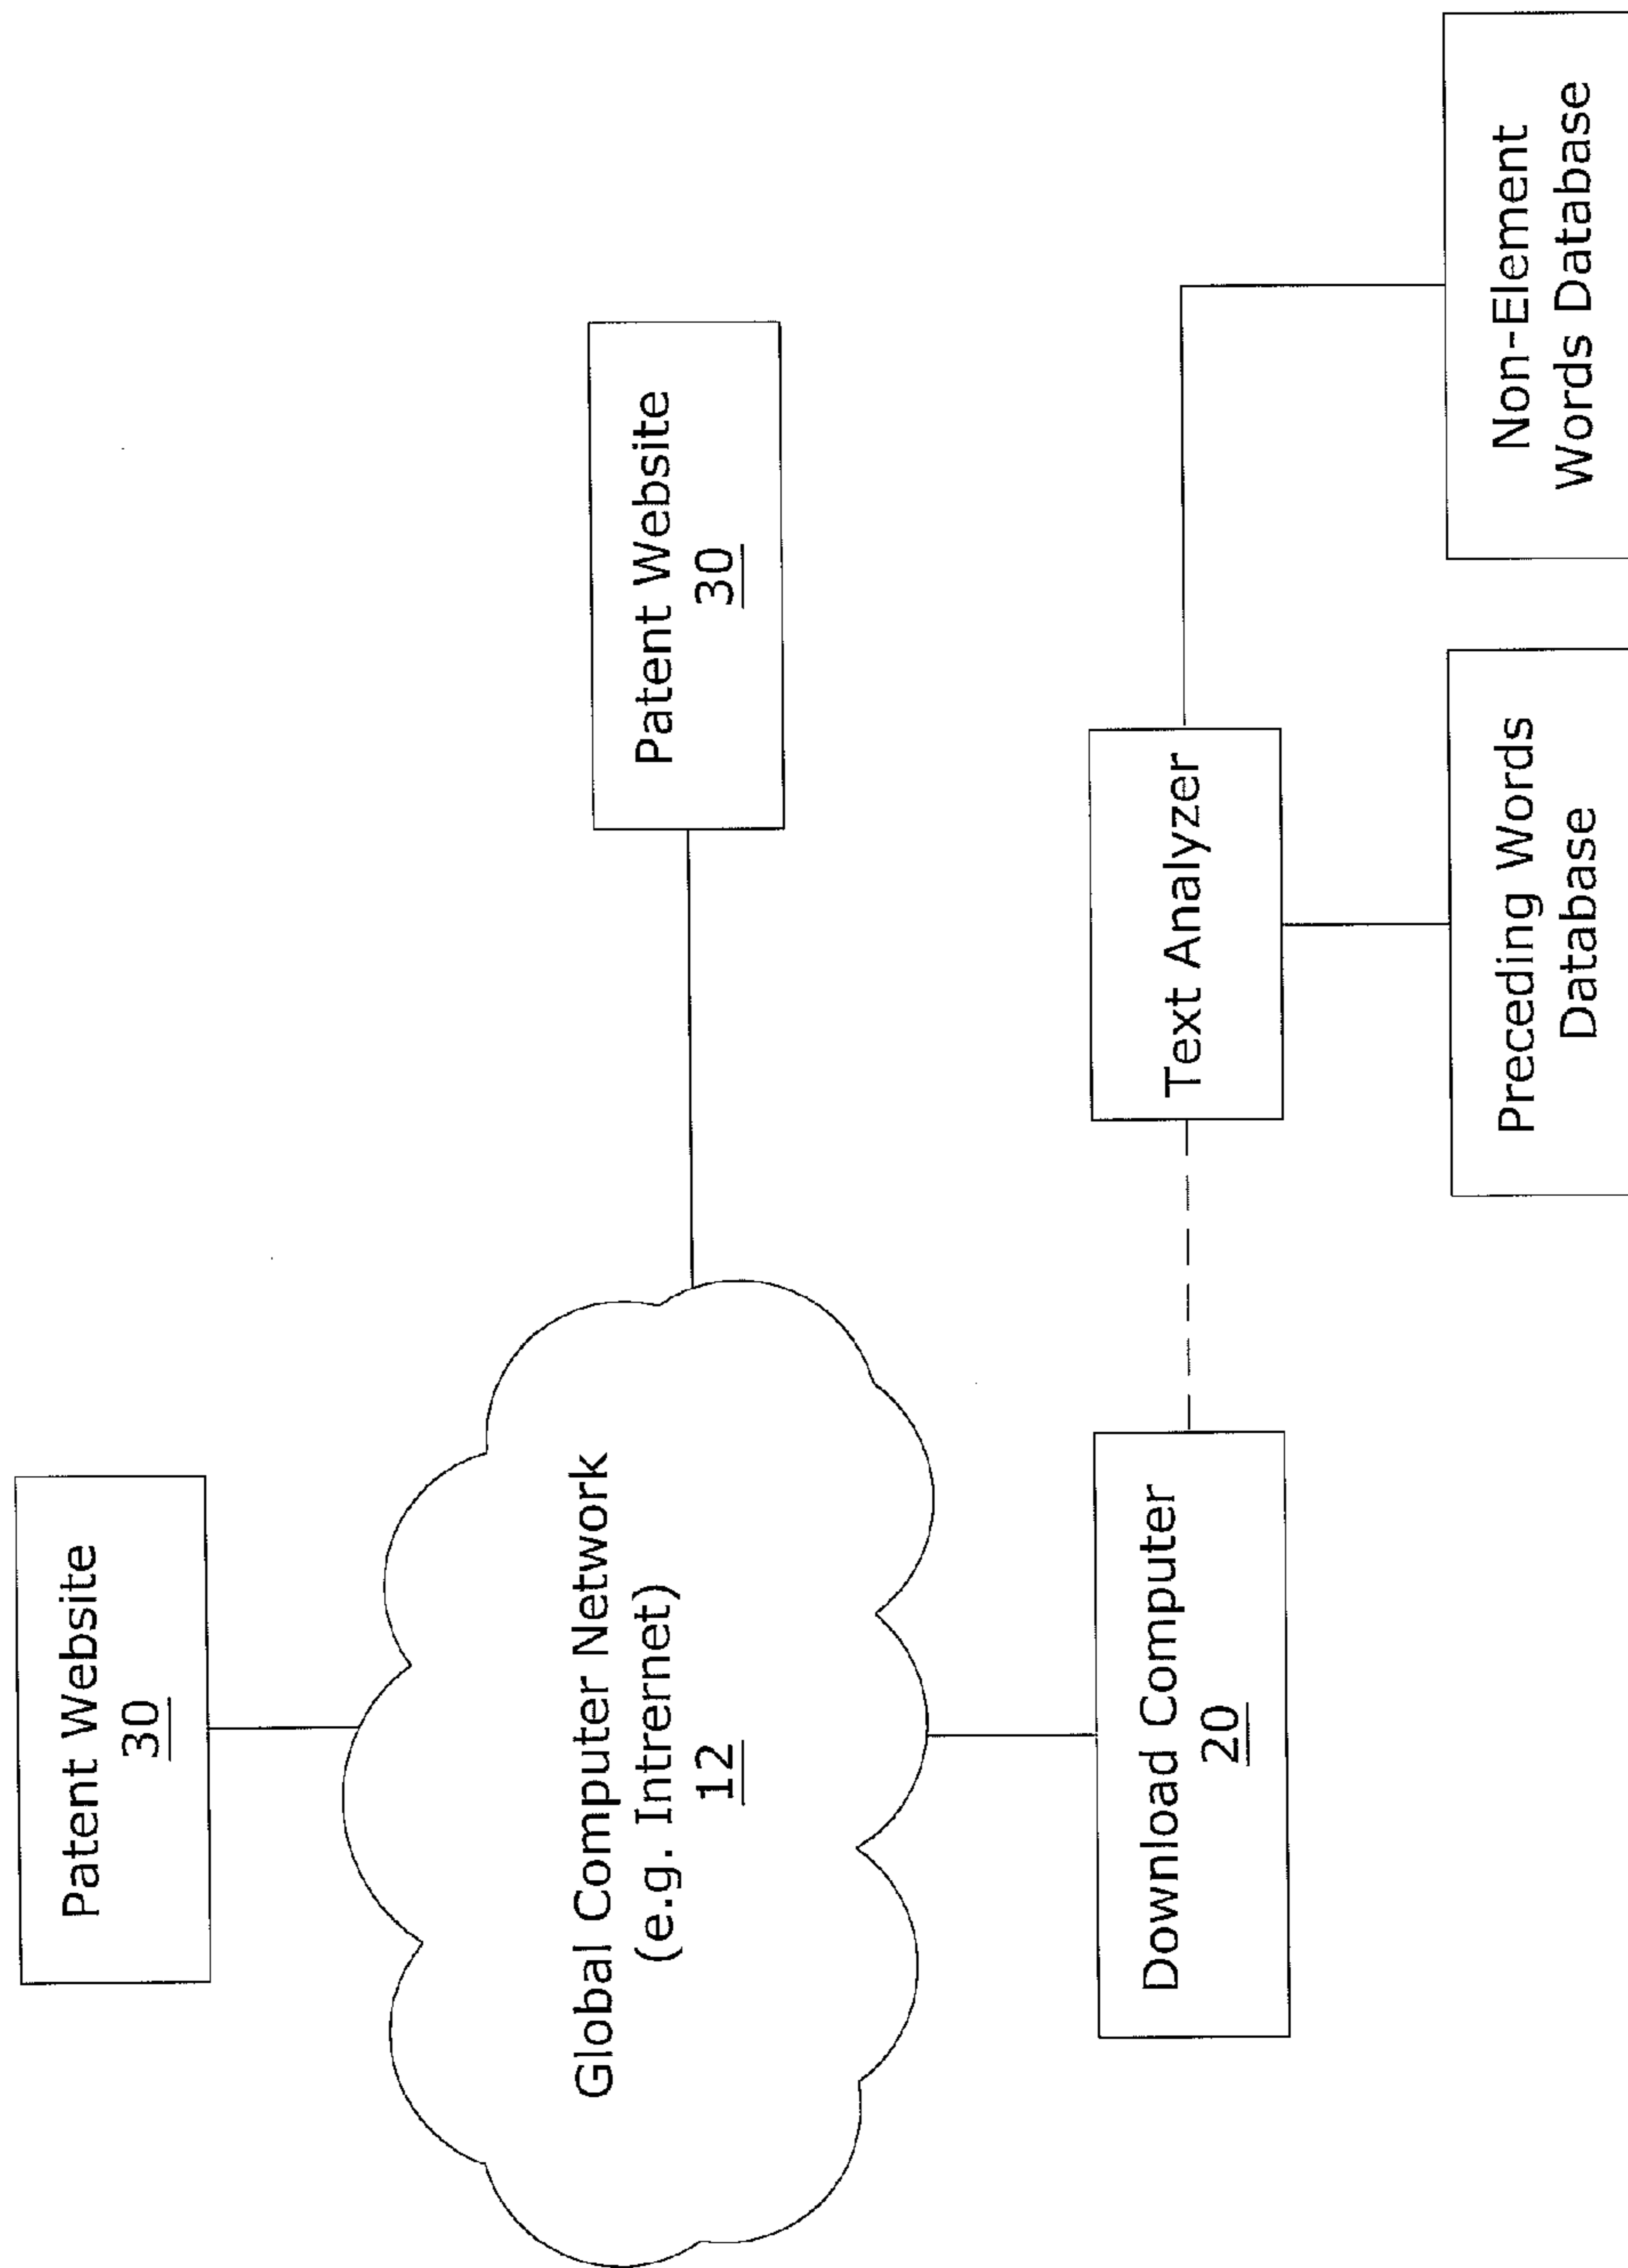 Patent Website
30
Global Computer Network
(e.g. Intrernet)
12
Patent Website
30
Download Computer
20
Text Analyzer
Preceding Words
Database
Non-Element
Words Database